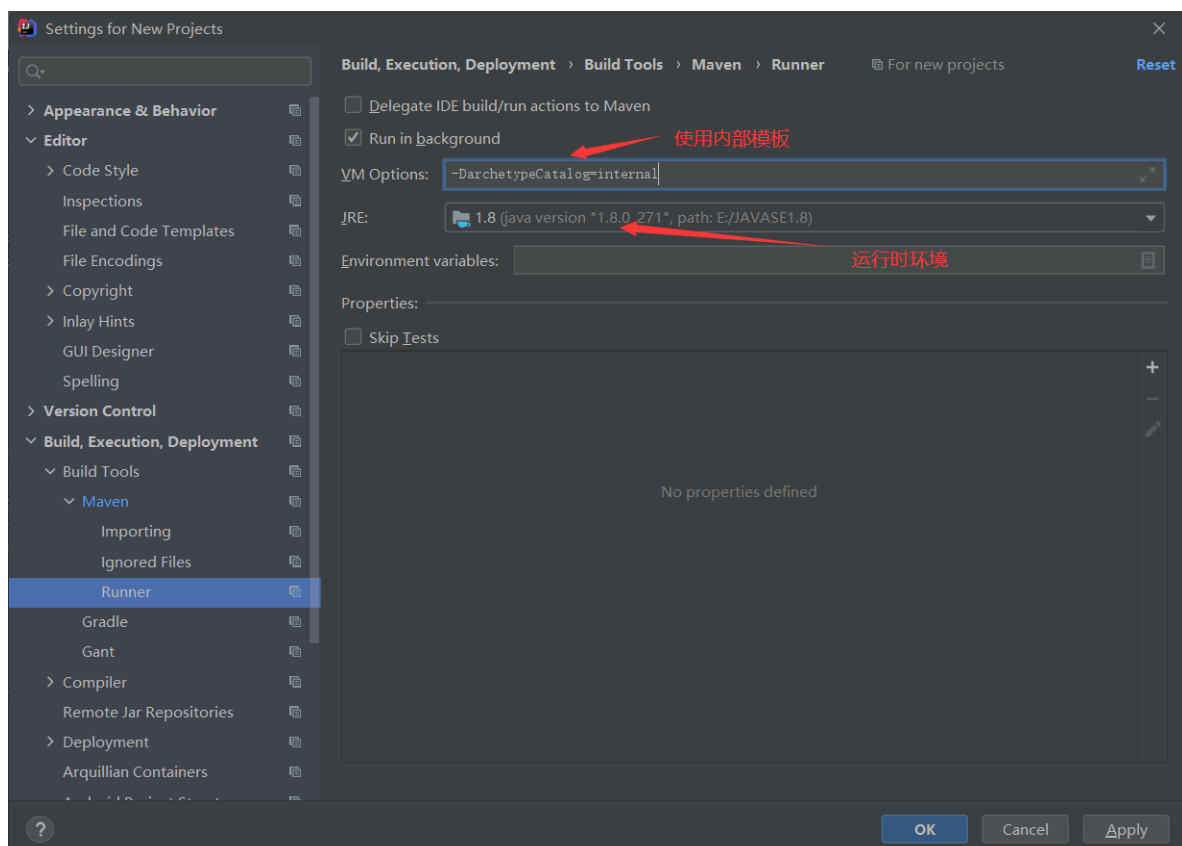 Settings for New Projects
Build, Execution, Deployment › Build Tools › Maven › Runner
For new projects
Reset
Appearance & Behavior
Editor
Code Style
Inspections
File and Code Templates
File Encodings
Copyright
Inlay Hints
GUI Designer
Spelling
Version Control
Build, Execution, Deployment
Build Tools
Maven
Importing
Ignored Files
Runner
Gradle
Gant
Compiler
Remote Jar Repositories
Deployment
Arquillian Containers
Delegate IDE build/run actions to Maven
Run in background
使用内部模板
VM Options: -DarchetypeCatalog=internal
JRE: 1.8 (java version "1.8.0_271", path: E:/JAVASE1.8)
Environment variables:
运行时环境
Properties:
Skip Tests
No properties defined
?
OK
Cancel
Apply